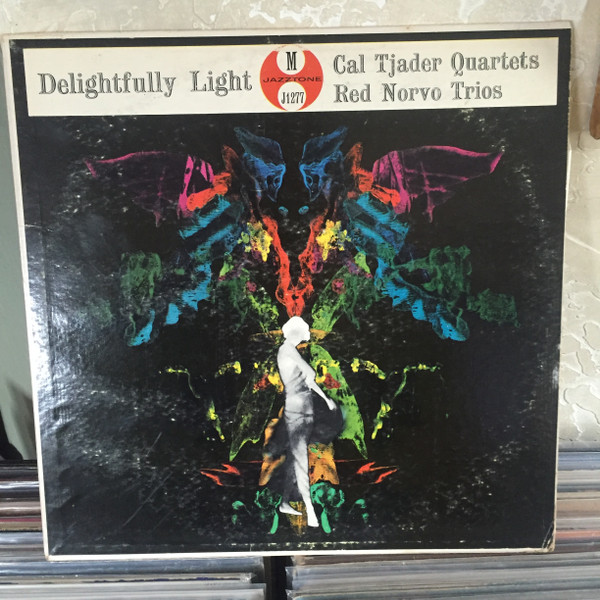 Delightfully Light
M
JAZZTONE
J1277
Cal Tjader Quartets
Red Norvo Trios